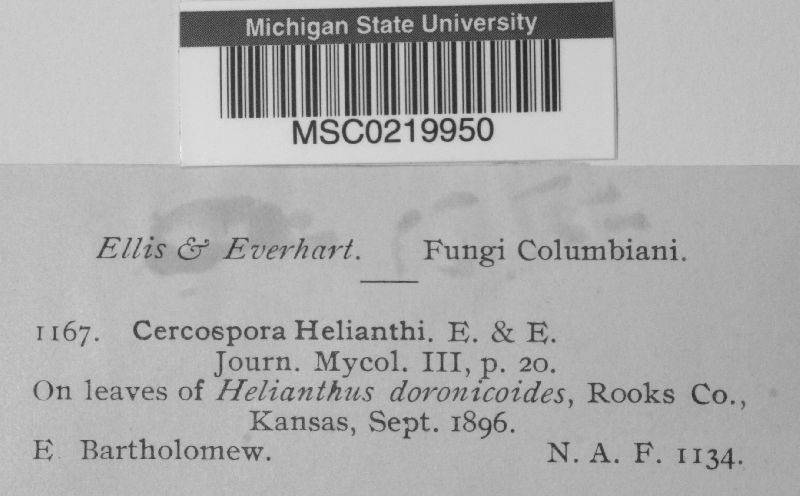 Michigan State University
MSC0219950
Ellis & Everhart. Fungi Columbiani.
1167. Cercospora Helianthi. E. & E.
Journ. Mycol. III, p. 20.
On leaves of Helianthus doronicoides, Rooks Co.,
Kansas, Sept. 1896.
E Bartholomew. N. A. F. 1134.